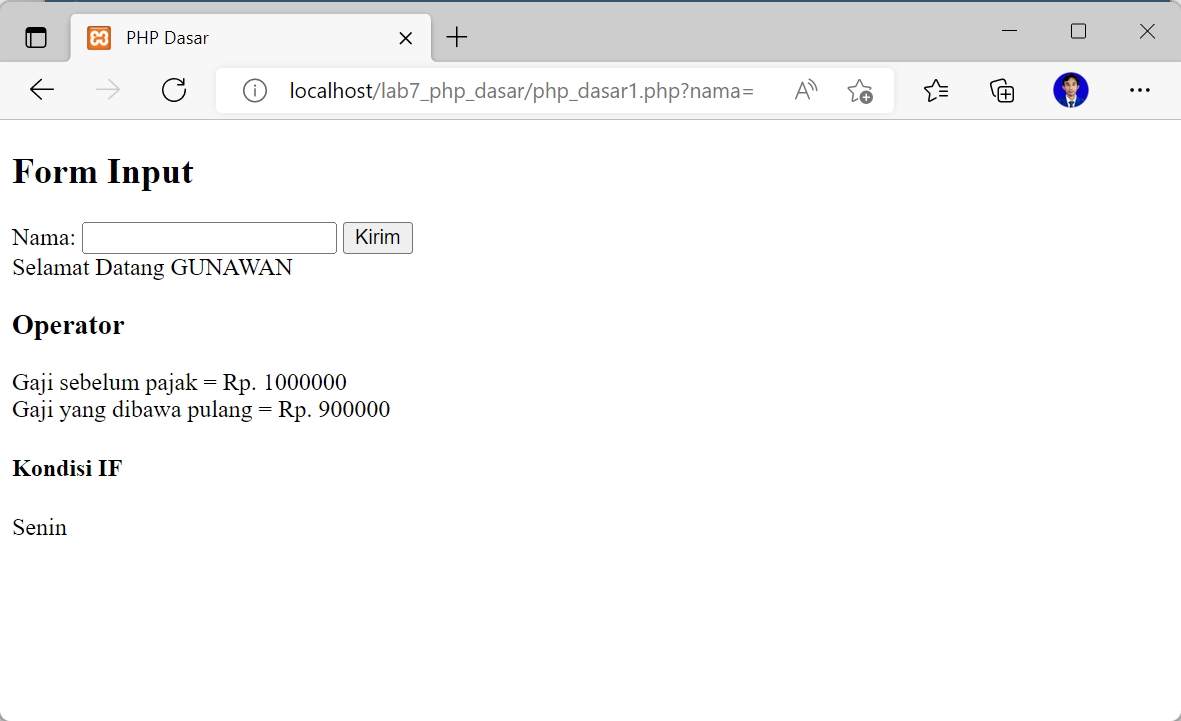 PHP Dasar
localhost/lab7_php_dasar/php_dasar1.php?nama=
Form Input
Nama: Kirim
Selamat Datang GUNAWAN
Operator
Gaji sebelum pajak = Rp. 1000000
Gaji yang dibawa pulang = Rp. 900000
Kondisi IF
Senin